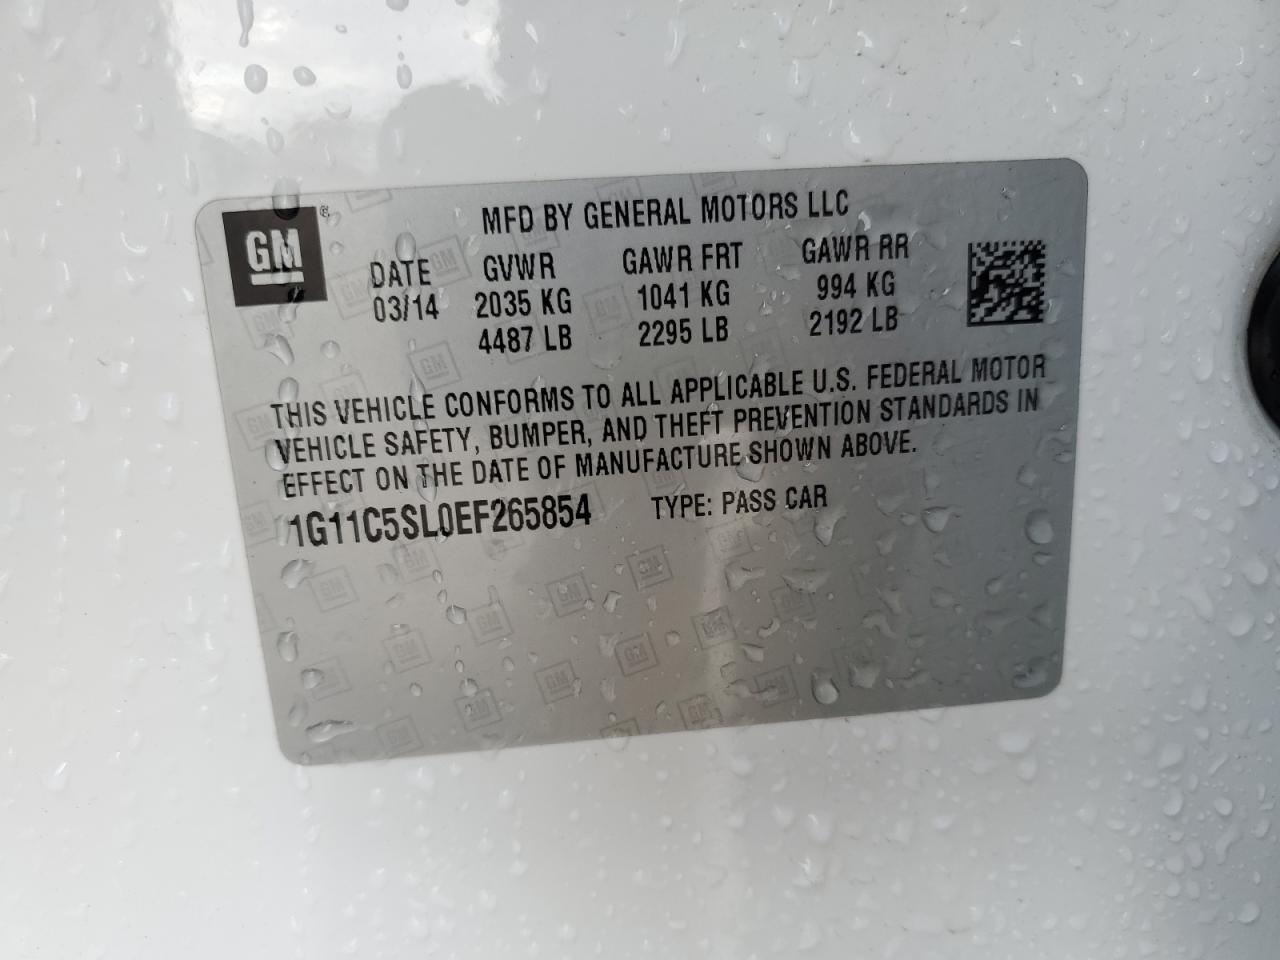 GM ®
MFD BY GENERAL MOTORS LLC
DATE GVWR GAWR FRT GAWR RR
03/14 2035 KG 1041 KG 994 KG
4487 LB 2295 LB 2192 LB
THIS VEHICLE CONFORMS TO ALL APPLICABLE U.S. FEDERAL MOTOR
VEHICLE SAFETY, BUMPER, AND THEFT PREVENTION STANDARDS IN
EFFECT ON THE DATE OF MANUFACTURE SHOWN ABOVE.
1G11C5SL0EF265854 TYPE: PASS CAR